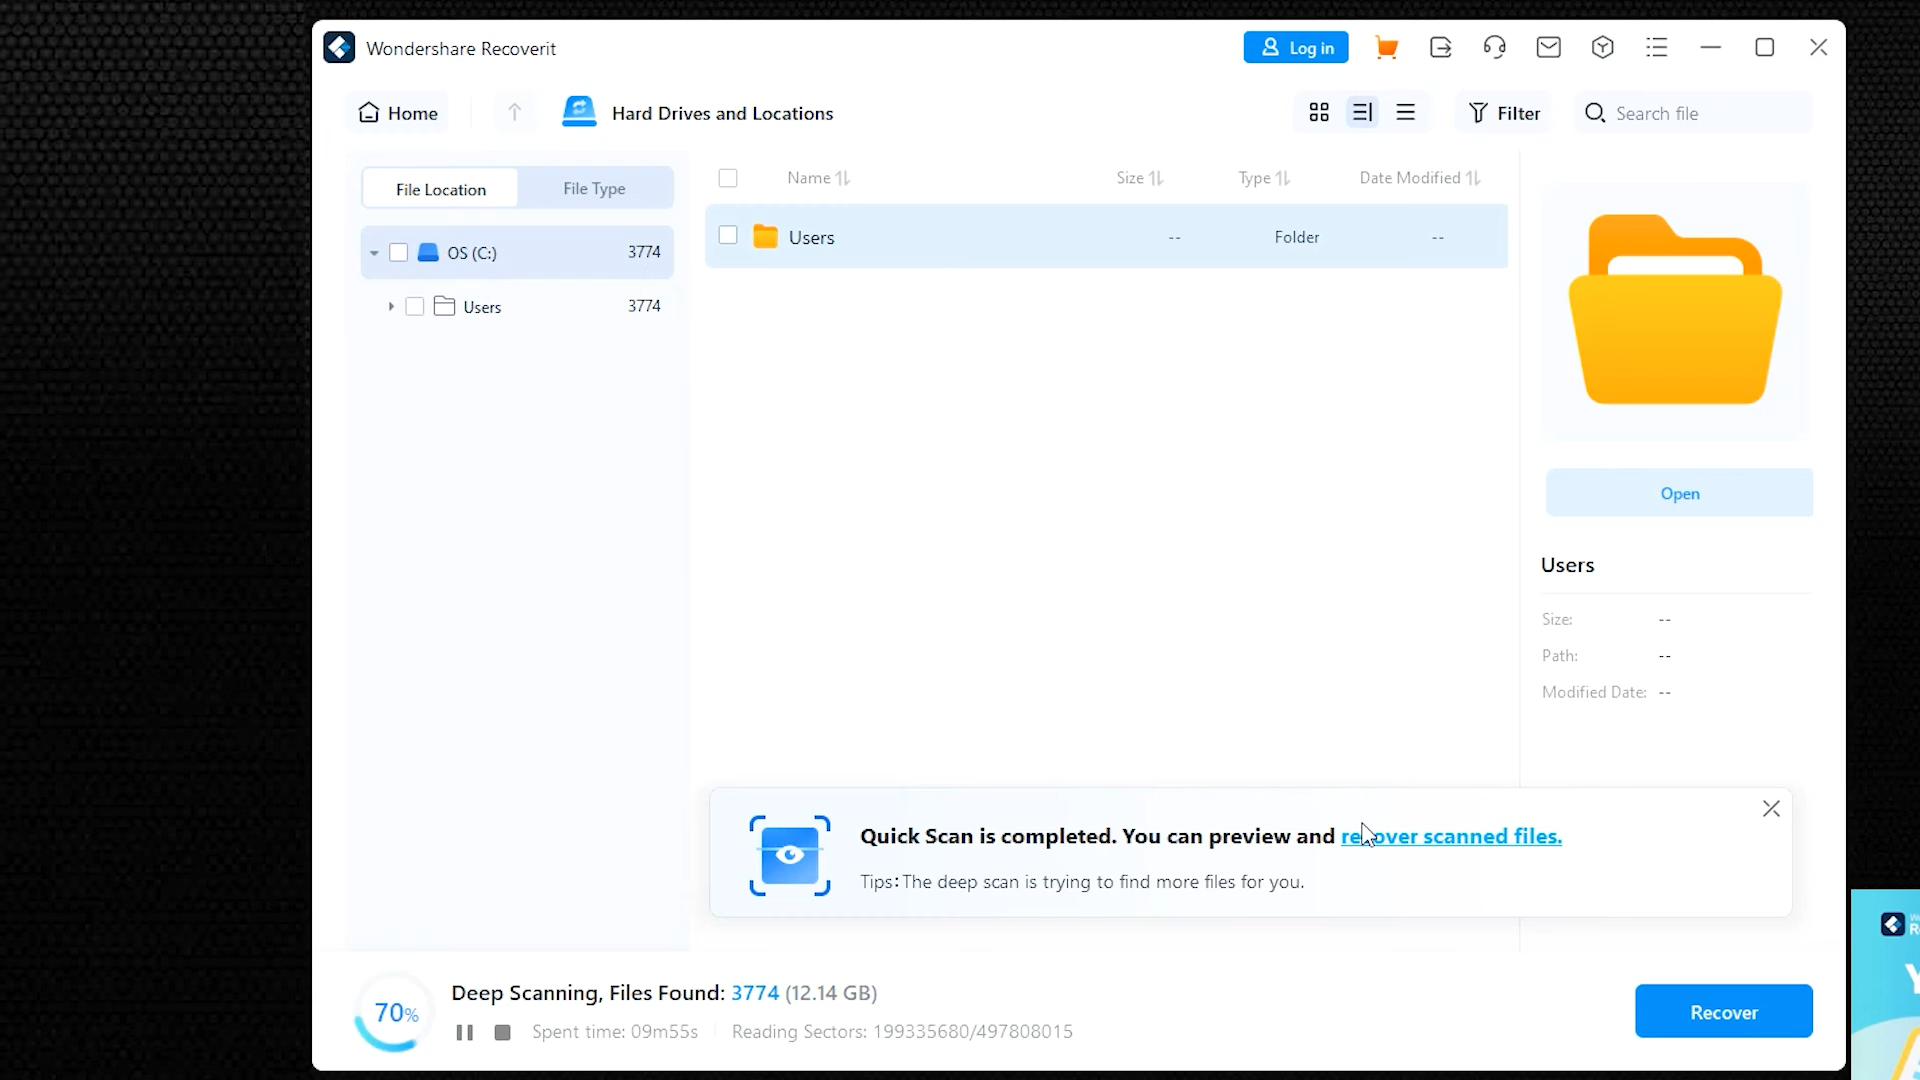 Wondershare Recoverit
Log in
Home
Hard Drives and Locations
Filter
Search file
File Location
File Type
Name
Size
Type
Date Modified
OS (C:)
3774
Users
--
Folder
--
Users
3774
Open
Users
Size: --
Path: --
Modified Date: --
Quick Scan is completed. You can preview and recover scanned files.
Tips:The deep scan is trying to find more files for you.
70%
Deep Scanning, Files Found: 3774 (12.14 GB)
Spent time: 09m55s
Reading Sectors: 199335680/497808015
Recover